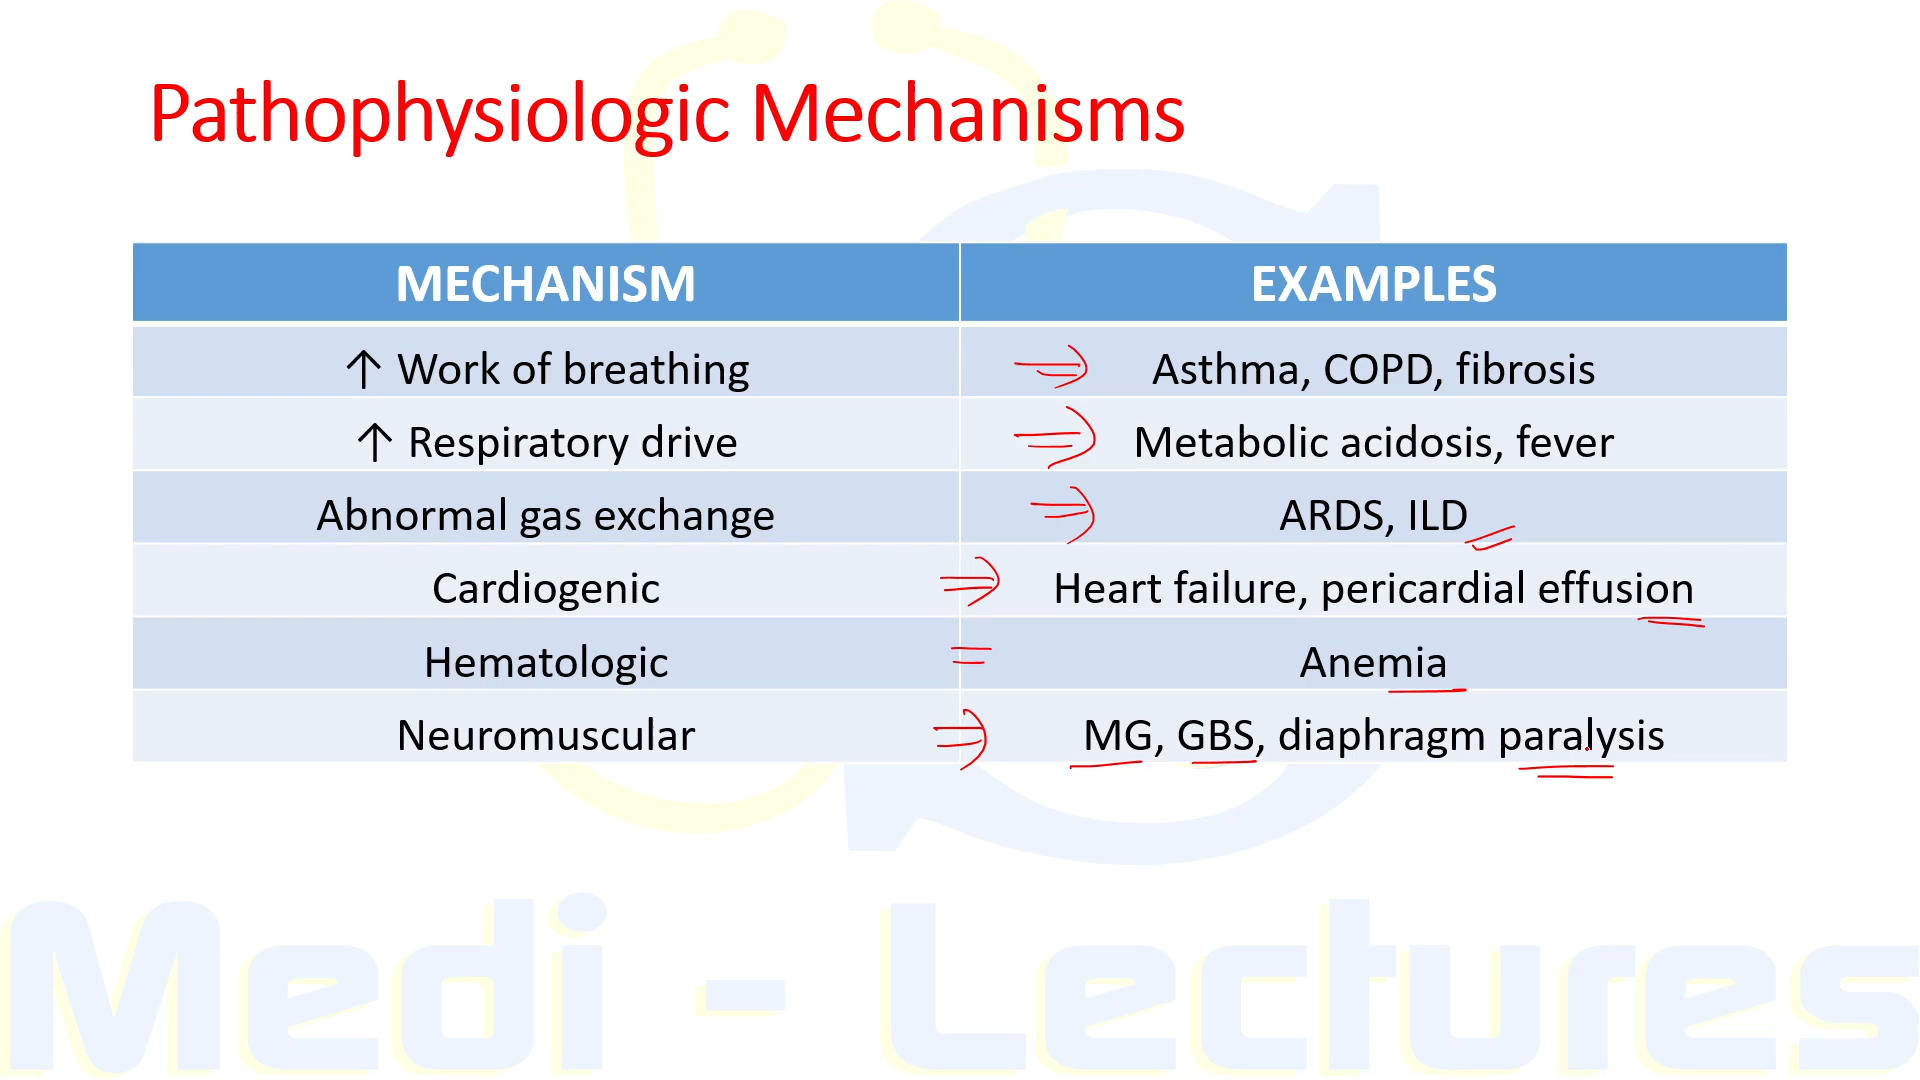 Pathophysiologic Mechanisms
MECHANISM EXAMPLES
↑ Work of breathing Asthma, COPD, fibrosis
↑ Respiratory drive Metabolic acidosis, fever
Abnormal gas exchange ARDS, ILD
Cardiogenic Heart failure, pericardial effusion
Hematologic Anemia
Neuromuscular MG, GBS, diaphragm paralysis
Medi - Lectures